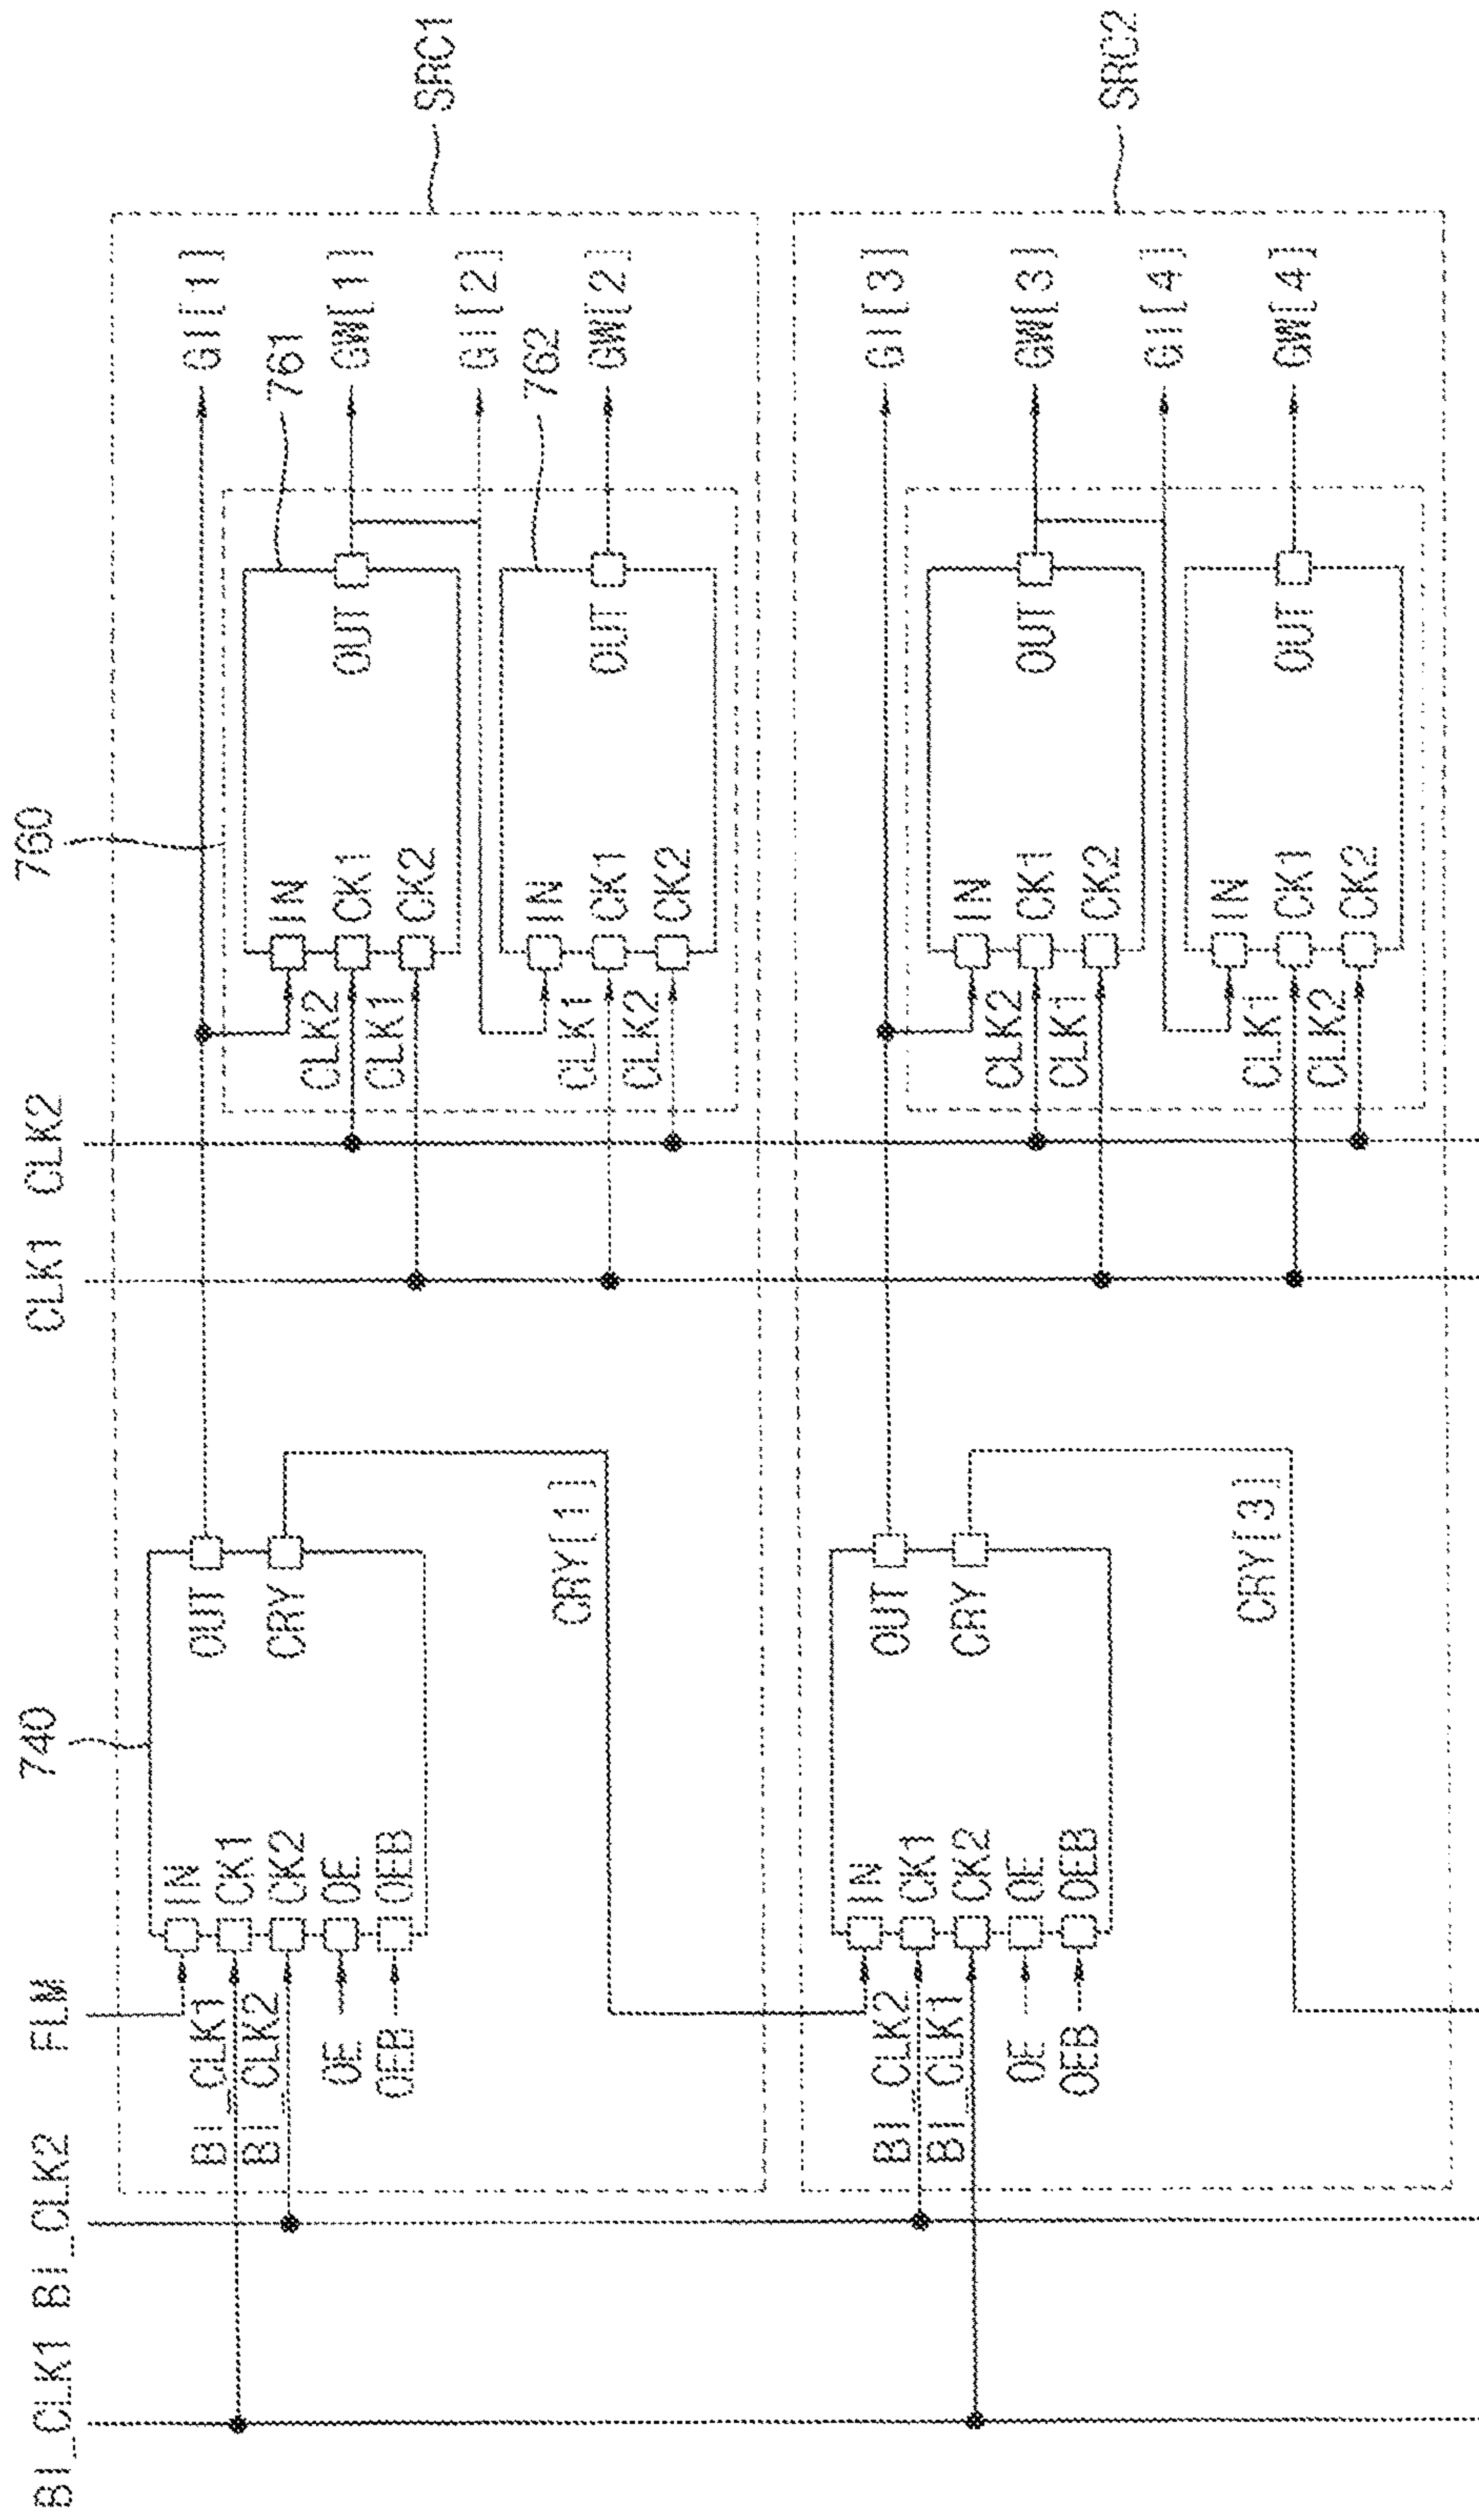 BI_CLK1 BI_CLK2 FLM 740 CLK1 CLK2 760
IN
BI_CLK1 CK1
BI_CLK2 CK2
OE OE
OEB OEB
OUT
CRY
CRY[1]
IN
CLK2 CK1
CLK1 CK2
OUT
761
IN
CLK1 CK1
CLK2 CK2
OUT
762
GI[1]
GW[1]
GI[2]
GW[2]
SRC1
IN
BI_CLK2 CK1
BI_CLK1 CK2
OE OE
OEB OEB
OUT
CRY
CRY[3]
IN
CLK2 CK1
CLK1 CK2
OUT
IN
CLK1 CK1
CLK2 CK2
OUT
GI[3]
GW[3]
GI[4]
GW[4]
SRC2